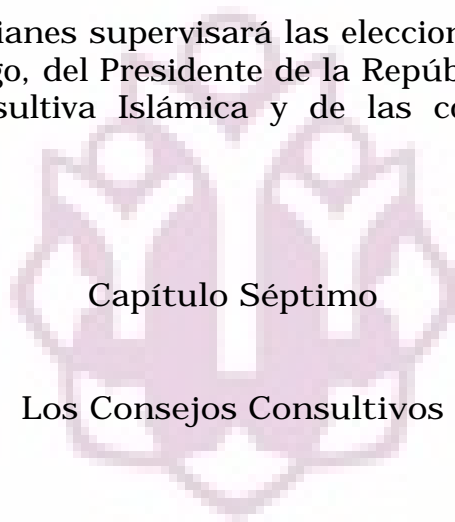 ianes supervisará las eleccion
go, del Presidente de la Repúb
sultiva Islámica y de las co
Capítulo Séptimo
Los Consejos Consultivos